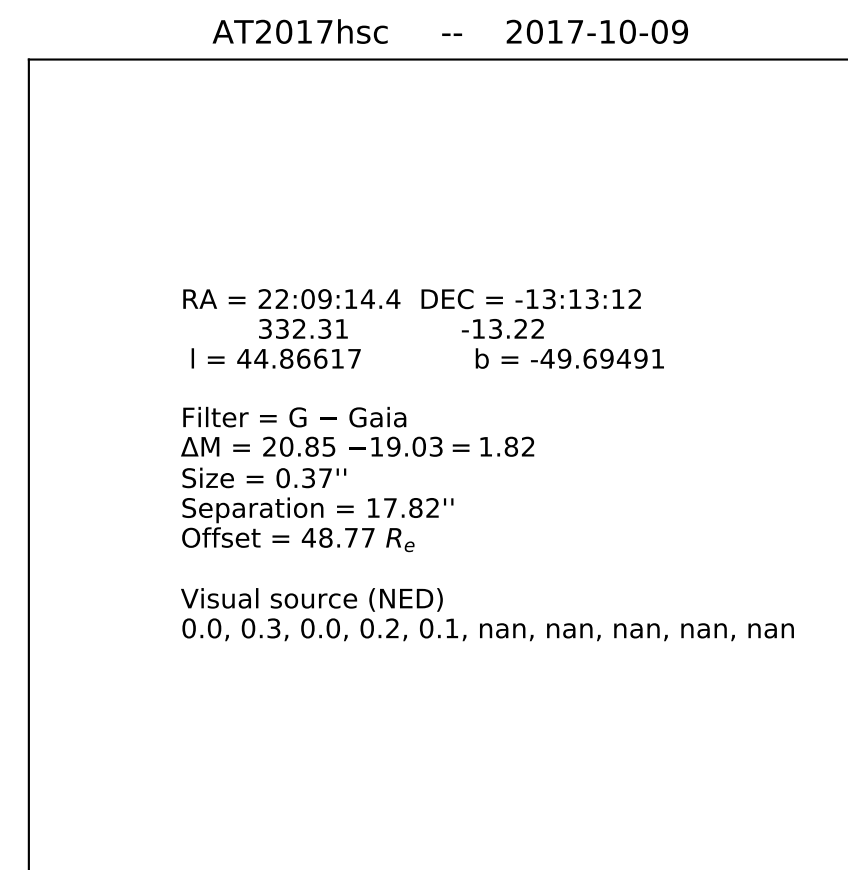 AT2017hsc -- 2017-10-09
RA = 22:09:14.4 DEC = -13:13:12
332.31 -13.22
l = 44.86617 b = -49.69491
Filter = G − Gaia
ΔM = 20.85 −19.03 = 1.82
Size = 0.37''
Separation = 17.82''
Offset = 48.77 Re
Visual source (NED)
0.0, 0.3, 0.0, 0.2, 0.1, nan, nan, nan, nan, nan